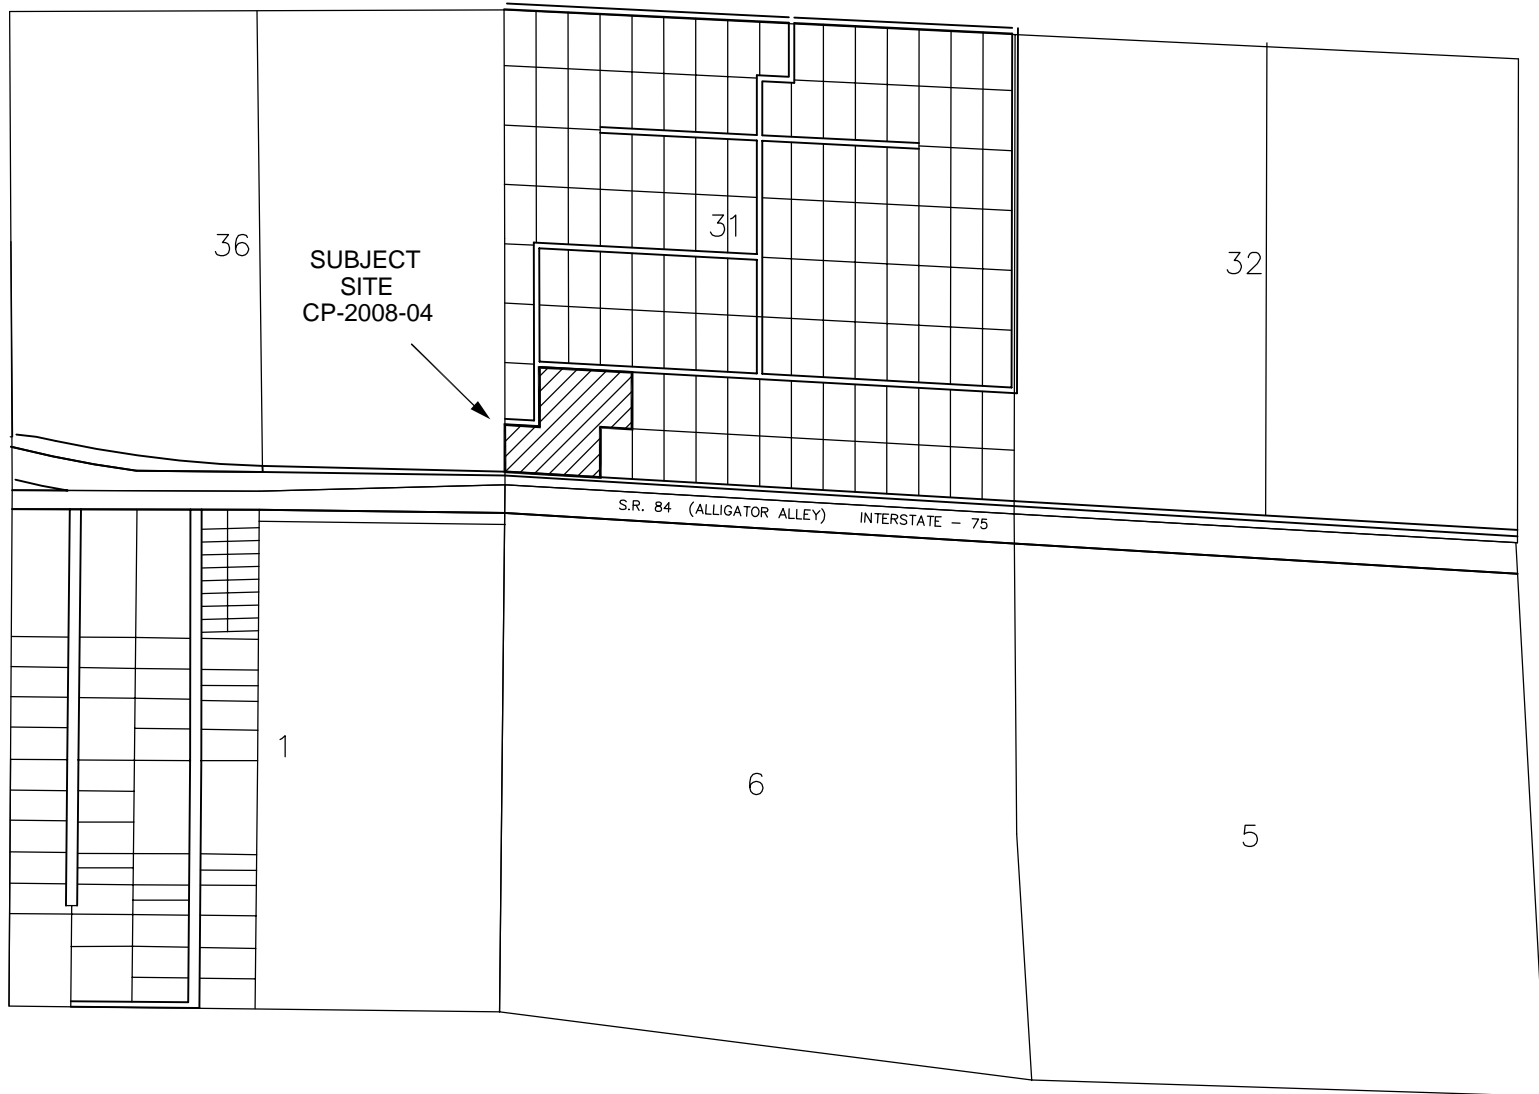 31
36
SUBJECT
SITE
CP-2008-04
32
S.R. 84 (ALLIGATOR ALLEY) INTERSTATE - 75
1
6
5